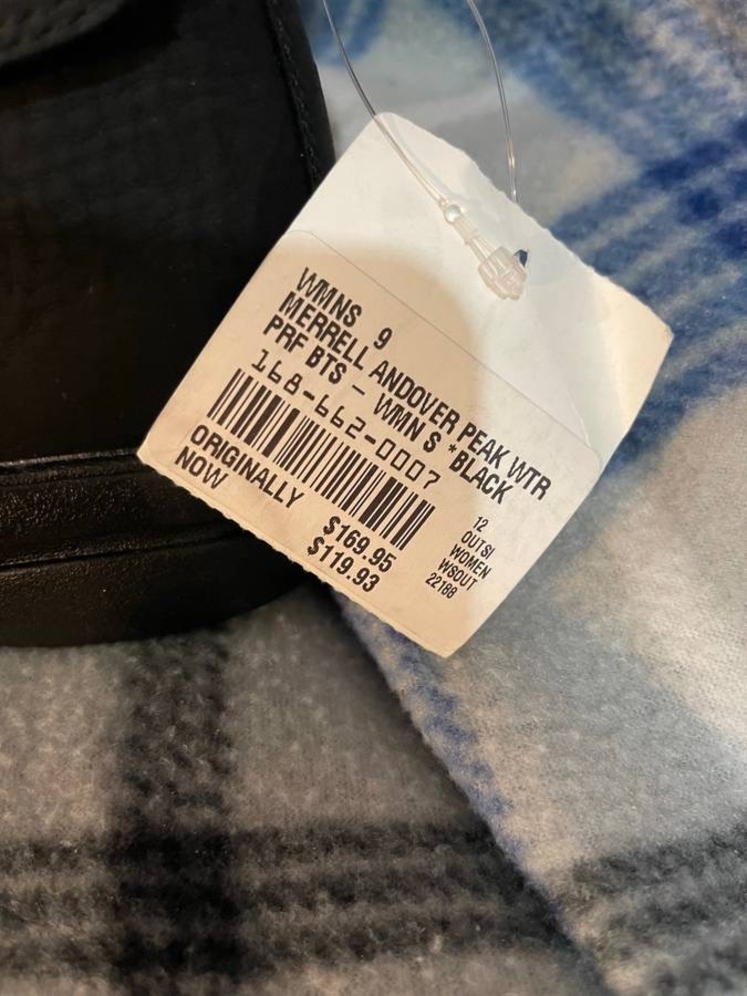 WMNS 9
MERRELL ANDOVER PEAK WTR
PRF BTS - WMN S *BLACK
168-662-0007
ORIGINALLY $169.95
NOW $119.93
12
OUTSI
WOMEN
WSOUT
22188